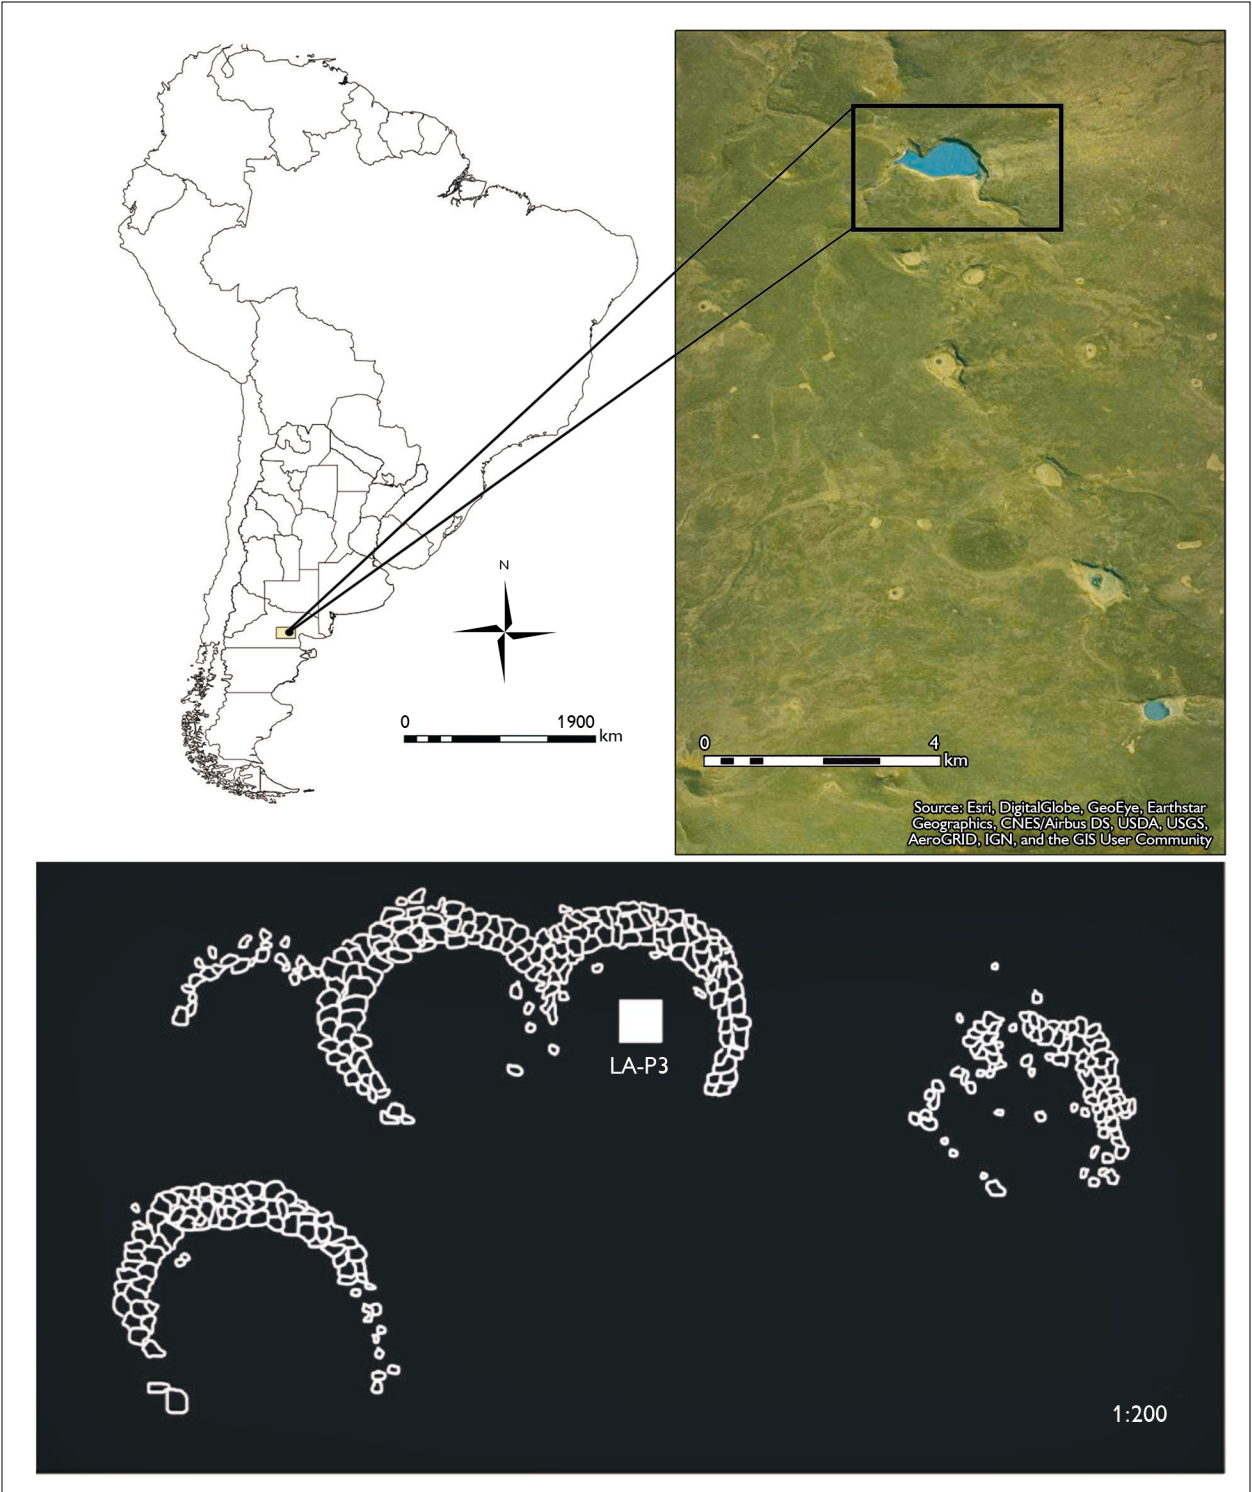 N
0 1900
km
0 4
km
Source: Esri, DigitalGlobe, GeoEye, Earthstar
Geographics, CNES/Airbus DS, USDA, USGS,
AeroGRID, IGN, and the GIS User Community
LA-P3
1:200